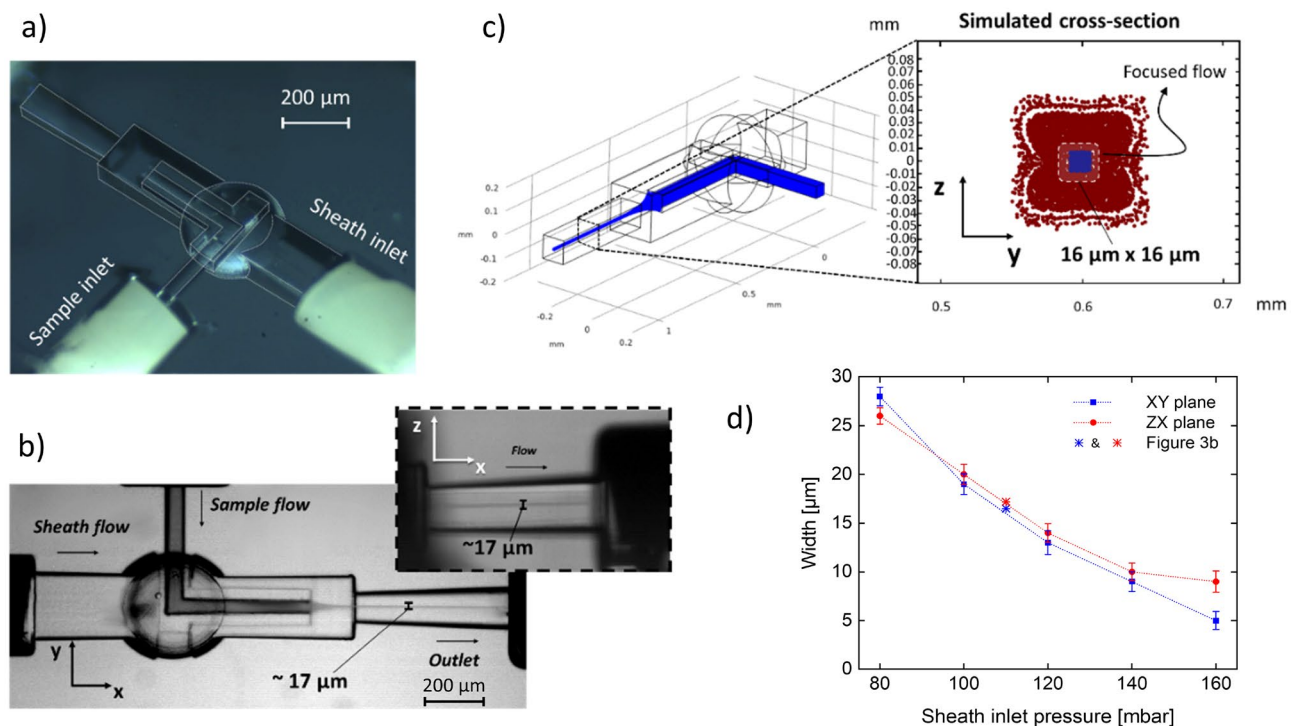 a)
200 µm
Sheath inlet
Sample inlet
c)
mm
Simulated cross-section
0.08
0.07
0.06
0.05
0.04
0.03
0.02
0.01
0
-0.01
-0.02
-0.03
-0.04
-0.05
-0.06
-0.07
-0.08
Focused flow
z
y
16 µm x 16 µm
0.5
0.6
0.7
mm
0.2
0.1
mm
0
-0.1
-0.2
0
0.5
mm
-0.2
0
1
mm
0.2
b)
z
x
Flow
~17 µm
Sheath flow
Sample flow
y
x
~ 17 µm
Outlet
200 µm
d)
XY plane
ZX plane
& Figure 3b
Width [µm]
30
25
20
15
10
5
0
80
100
120
140
160
Sheath inlet pressure [mbar]